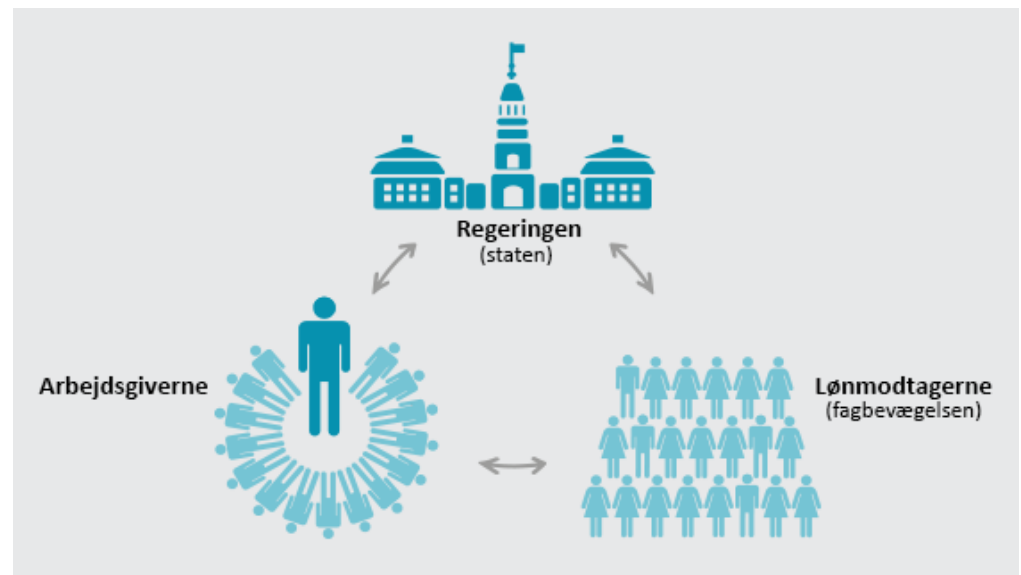 Regeringen
(staten)
Arbejdsgiverne
Lønmodtagerne
(fagbevægelsen)